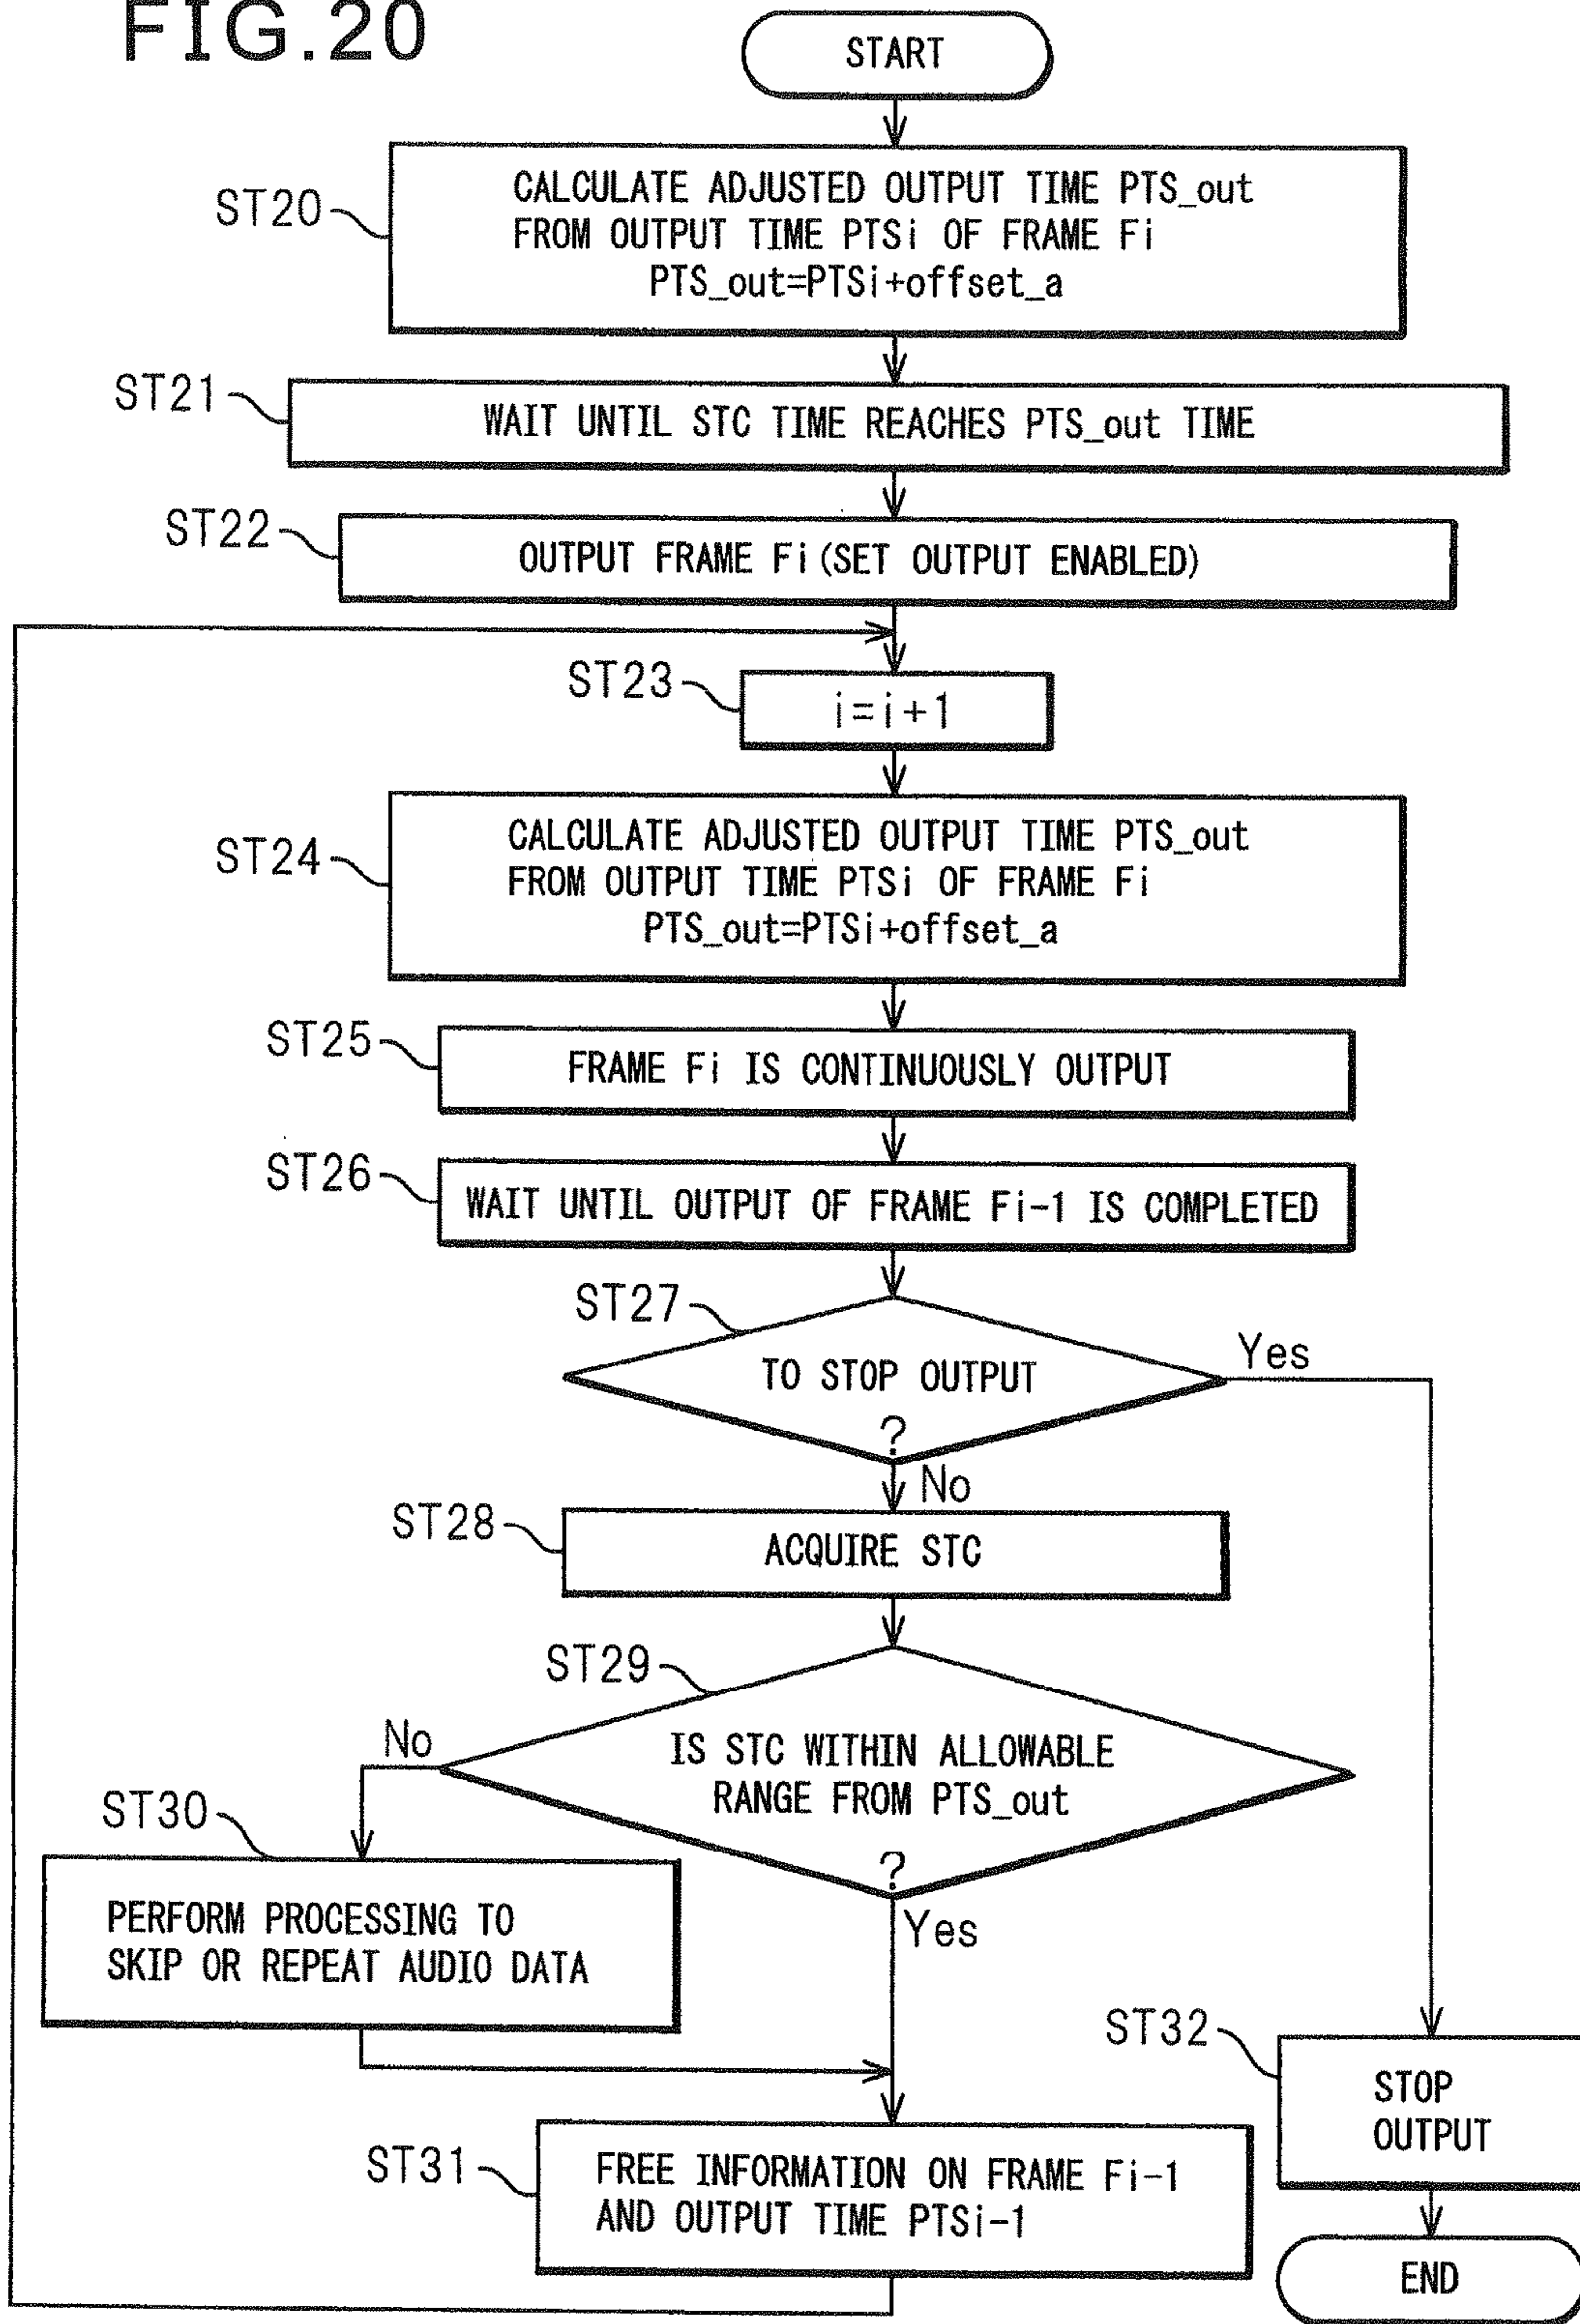 FIG.20
START
ST20
CALCULATE ADJUSTED OUTPUT TIME PTS_out
FROM OUTPUT TIME PTSi OF FRAME Fi
PTS_out=PTSi+offset_a
ST21
WAIT UNTIL STC TIME REACHES PTS_out TIME
ST22
OUTPUT FRAME Fi(SET OUTPUT ENABLED)
ST23
i=i+1
ST24
CALCULATE ADJUSTED OUTPUT TIME PTS_out
FROM OUTPUT TIME PTSi OF FRAME Fi
PTS_out=PTSi+offset_a
ST25
FRAME Fi IS CONTINUOUSLY OUTPUT
ST26
WAIT UNTIL OUTPUT OF FRAME Fi-1 IS COMPLETED
ST27
TO STOP OUTPUT
?
Yes
No
ST28
ACQUIRE STC
ST29
IS STC WITHIN ALLOWABLE
RANGE FROM PTS_out
?
No
Yes
ST30
PERFORM PROCESSING TO
SKIP OR REPEAT AUDIO DATA
ST31
FREE INFORMATION ON FRAME Fi-1
AND OUTPUT TIME PTSi-1
ST32
STOP
OUTPUT
END